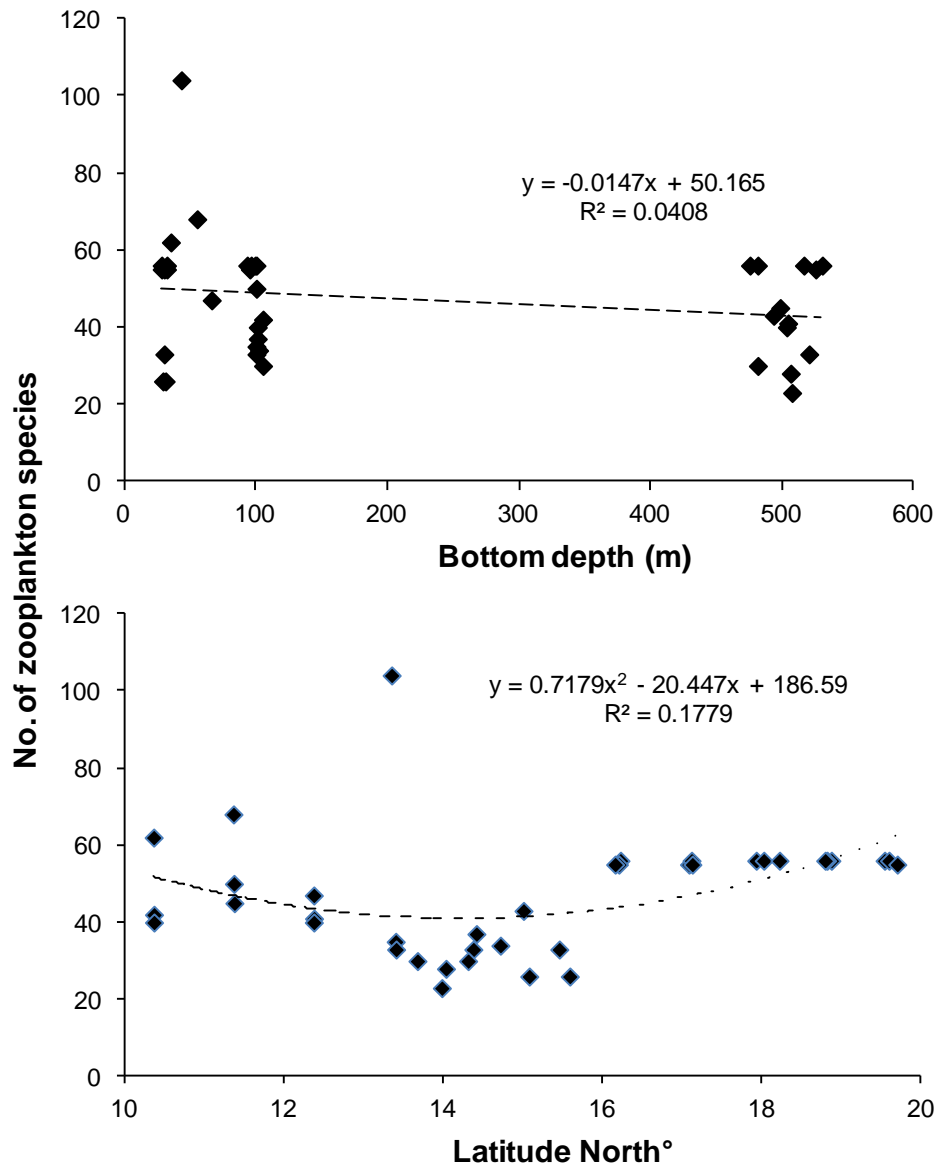 No. of zooplankton species
120
100
80
60
40
20
0
y = -0.0147x + 50.165
R² = 0.0408
0 100 200 300 400 500 600
Bottom depth (m)
120
100
80
60
40
20
0
y = 0.7179x² - 20.447x + 186.59
R² = 0.1779
10 12 14 16 18 20
Latitude North°